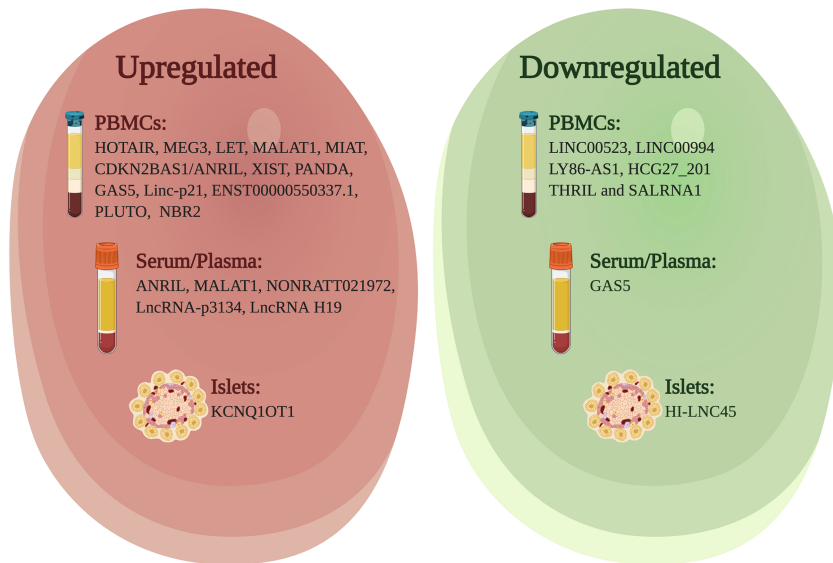 Upregulated
PBMCs:
HOTAIR, MEG3, LET, MALAT1, MIAT,
CDKN2BAS1/ANRIL, XIST, PANDA,
GAS5, Linc-p21, ENST00000550337.1,
PLUTO, NBR2
Serum/Plasma:
ANRIL, MALAT1, NONRATT021972,
LncRNA-p3134, LncRNA H19
Islets:
KCNQ1OT1
Downregulated
PBMCs:
LINC00523, LINC00994
LY86-AS1, HCG27_201
THRIL and SALRNA1
Serum/Plasma:
GAS5
Islets:
HI-LNC45